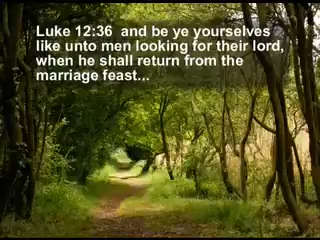 Luke 12:36 and be ye yourselves
like unto men looking for their lord,
when he shall return from the
marriage feast...